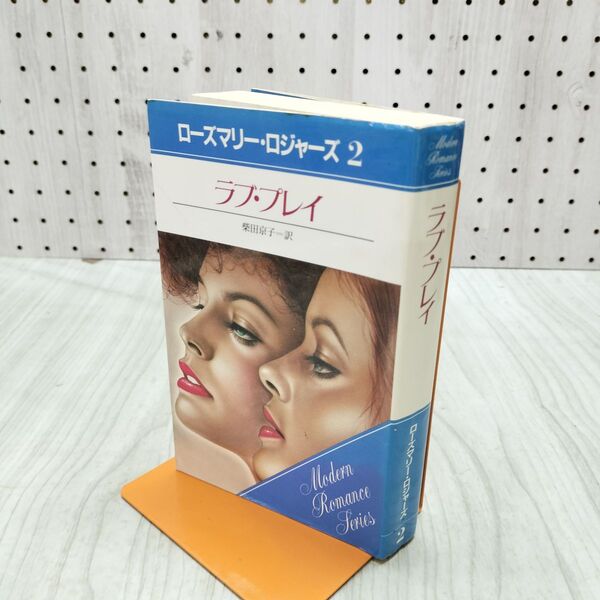 ローズマリー・ロジャーズ 2
ラブ・プレイ
柴田京子=訳
Modern
Romance
Series
Modern
Romance
Series
ラブ・プレイ
ローズマリー・ロジャーズ 2